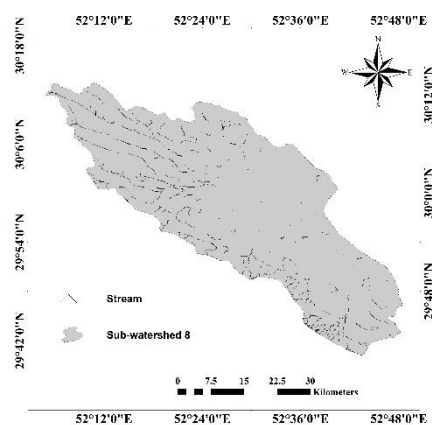 52°12'0"E 52°24'0"E 52°36'0"E 52°48'0"E
30°18'0"N
30°12'0"N
N
W E
S
30°6'0"N
30°0'0"N
29°54'0"N
29°48'0"N
29°42'0"N
Stream
Sub-watershed 8
0 7.5 15 22.5 30
Kilometers
52°12'0"E 52°24'0"E 52°36'0"E 52°48'0"E